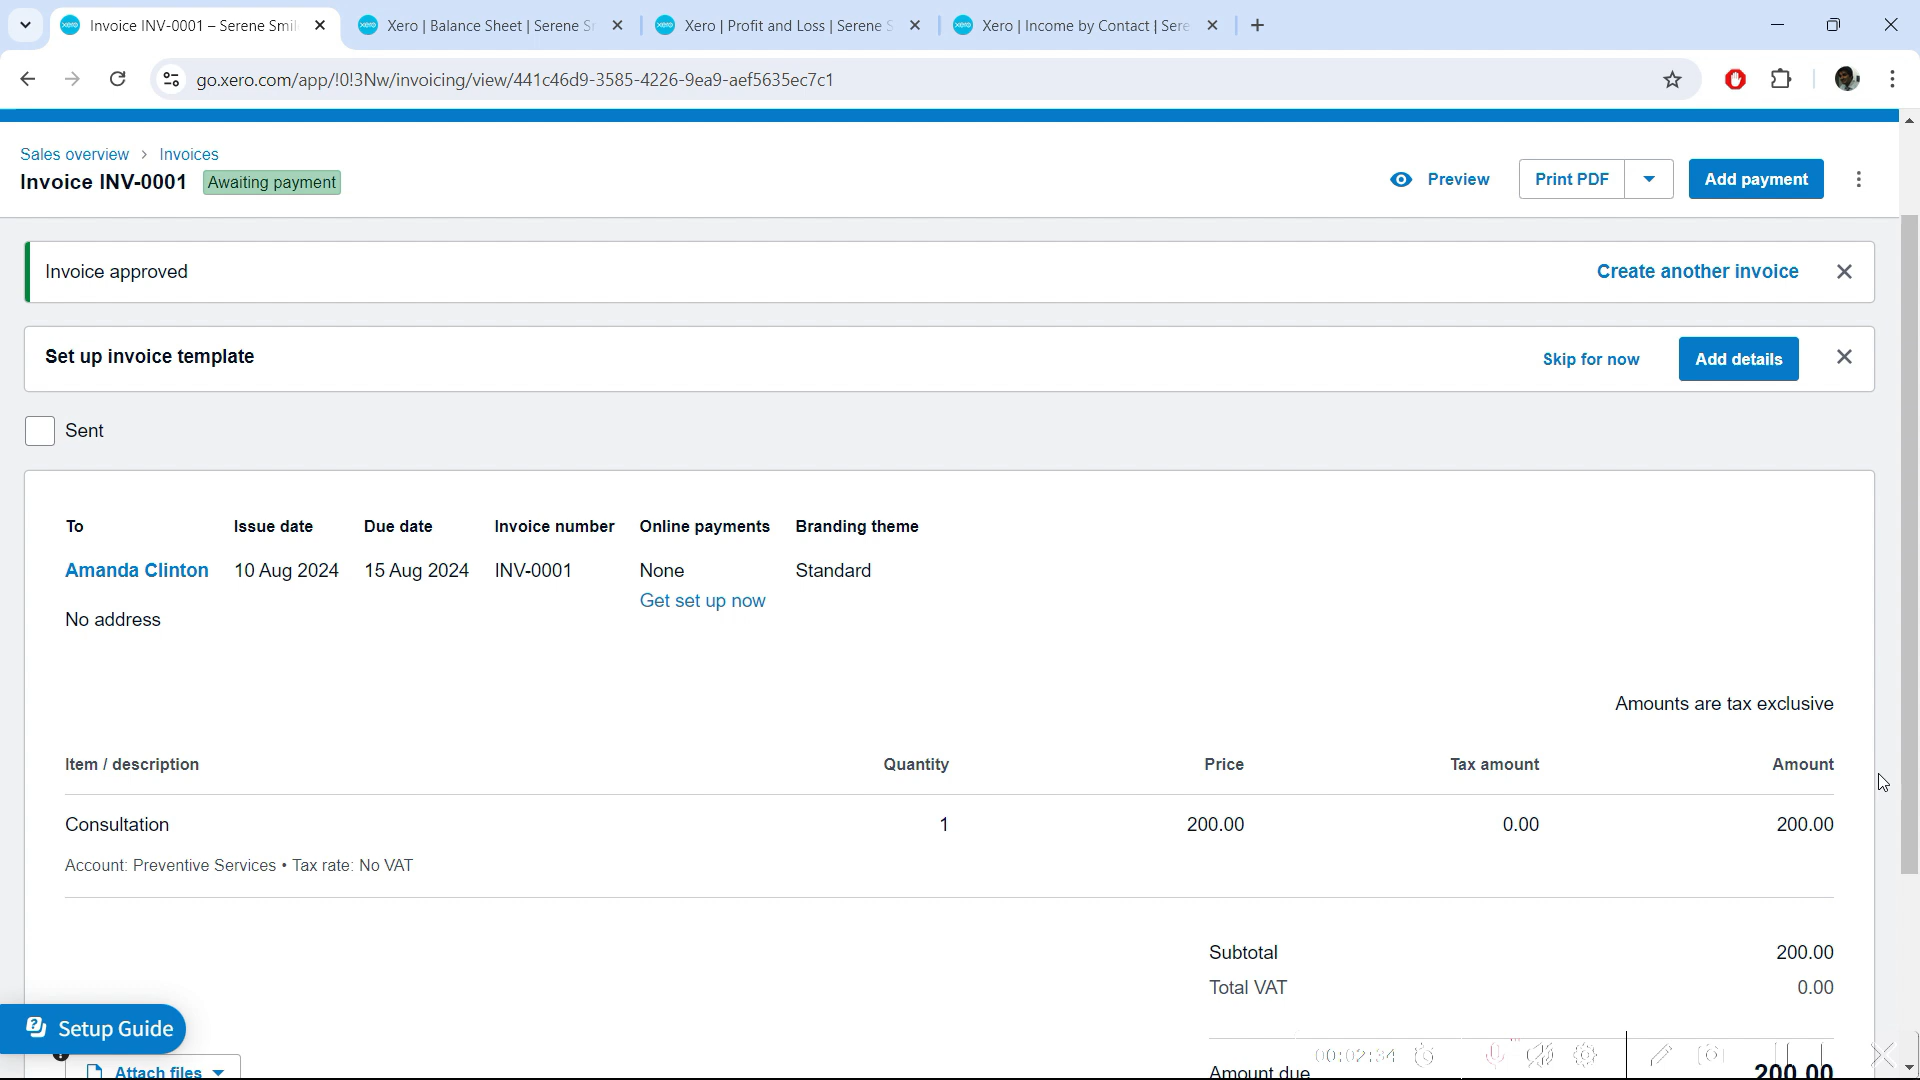 Invoice INV-0001 – Serene Smil
Xero | Balance Sheet | Serene S
Xero | Profit and Loss | Serene S
Xero | Income by Contact | Sere
go.xero.com/app/!0!3Nw/invoicing/view/441c46d9-3585-4226-9ea9-aef5635ec7c1
Sales overview > Invoices
Invoice INV-0001 Awaiting payment
Preview Print PDF Add payment
Invoice approved Create another invoice
Set up invoice template Skip for now Add details
Sent
To Issue date Due date Invoice number Online payments Branding theme
Amanda Clinton 10 Aug 2024 15 Aug 2024 INV-0001 None Standard
Get set up now
No address
Amounts are tax exclusive
Item / description Quantity Price Tax amount Amount
Consultation 1 200.00 0.00 200.00
Account: Preventive Services • Tax rate: No VAT
Subtotal 200.00
Total VAT 0.00
Setup Guide
00:02:34
Attach files
Amount due 200.00